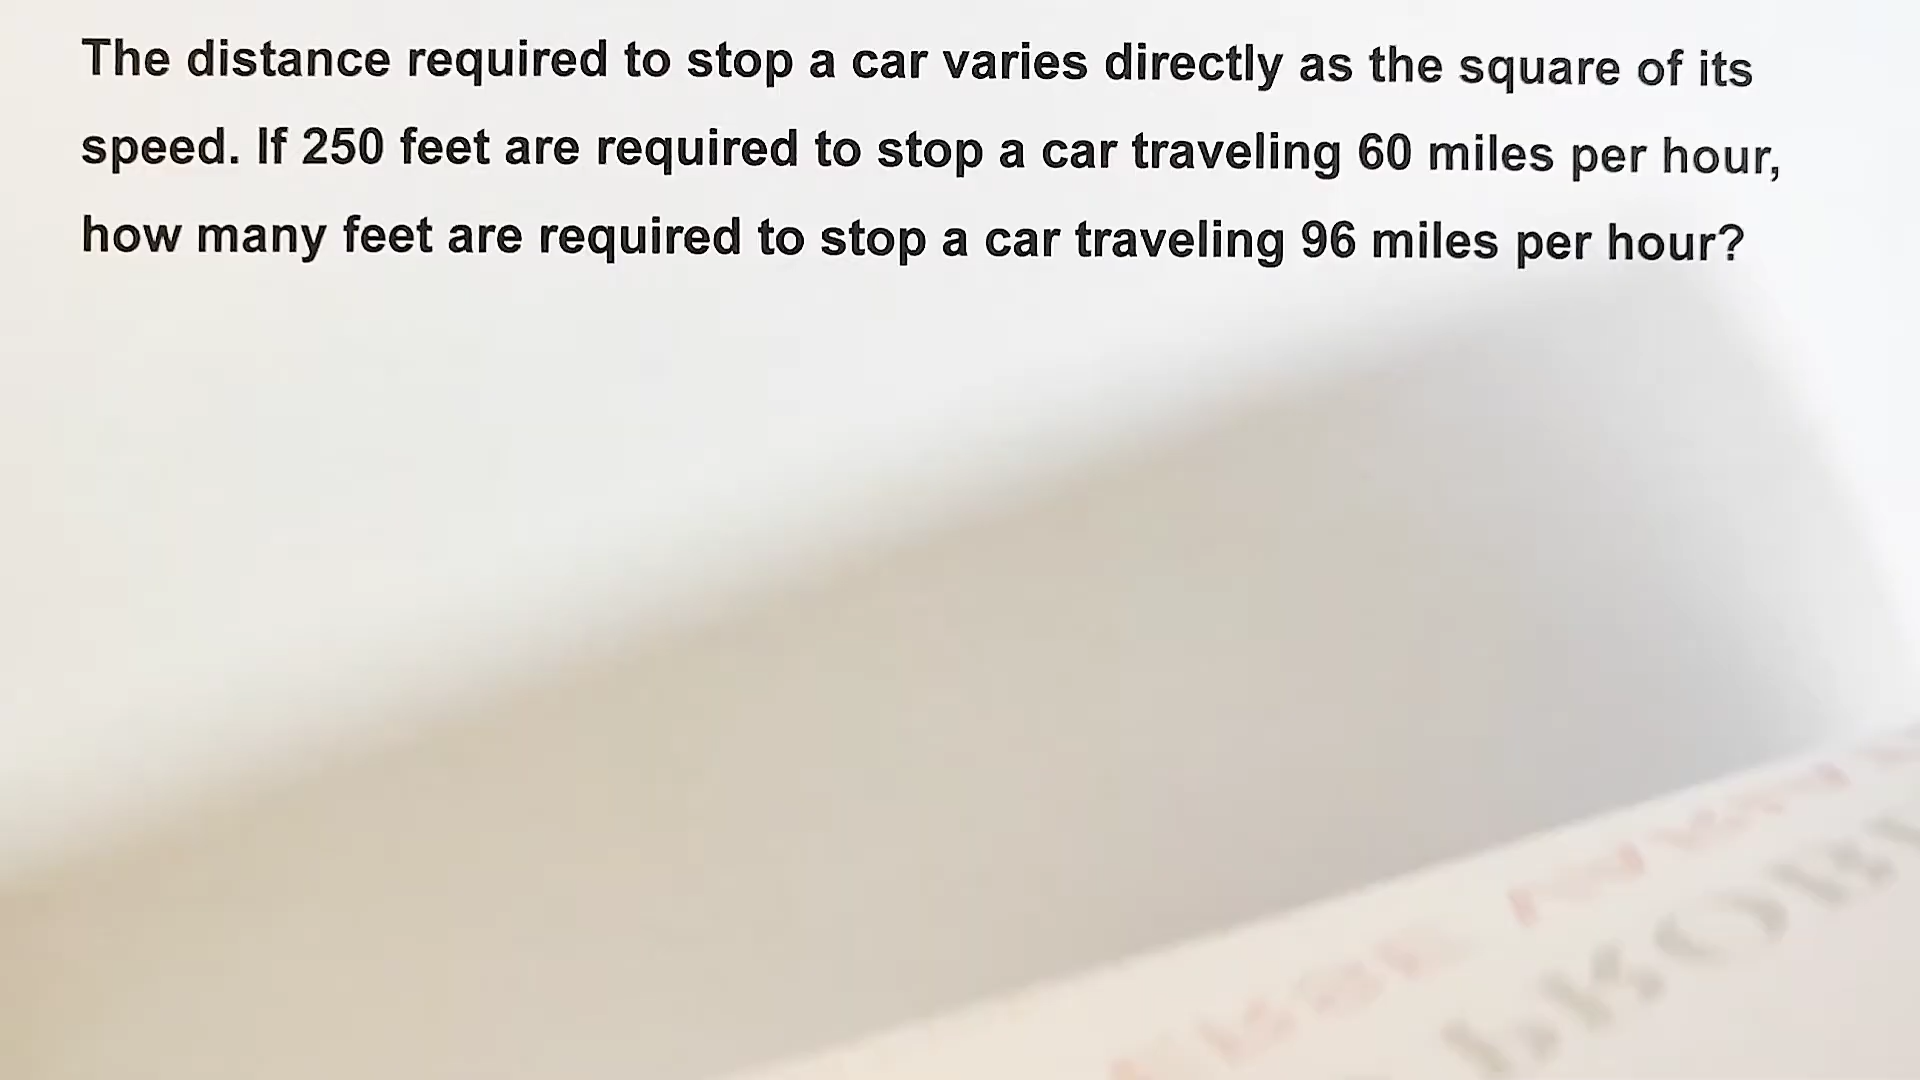 The distance required to stop a car varies directly as the square of its
speed. If 250 feet are required to stop a car traveling 60 miles per hour,
how many feet are required to stop a car traveling 96 miles per hour?